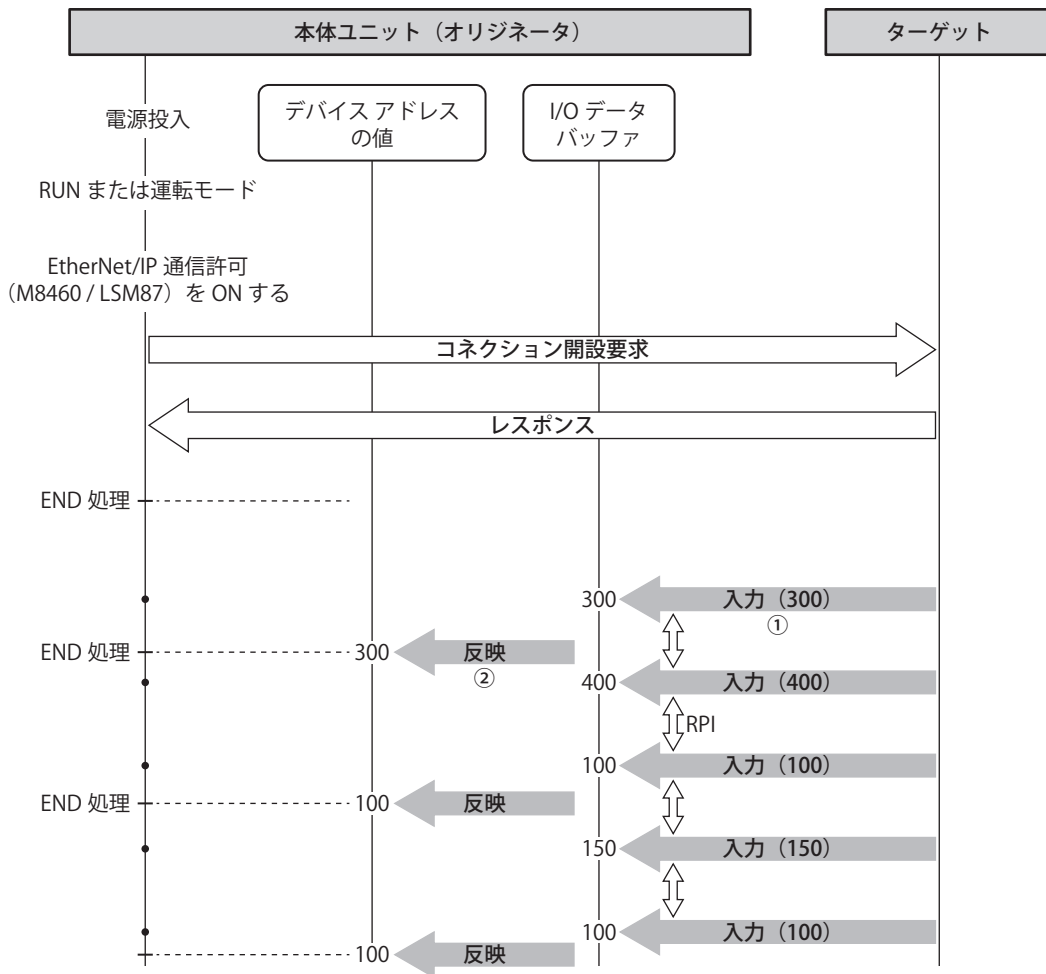 本体ユニット（オリジネータ）
ターゲット
電源投入
デバイス アドレス
の値
I/O データ
バッファ
RUN または運転モード
EtherNet/IP 通信許可
（M8460 / LSM87）を ON する
コネクション開設要求
レスポンス
END 処理
300
入力（300）
①
END 処理
300
反映
②
400
入力（400）
RPI
100
入力（100）
END 処理
100
反映
150
入力（150）
100
入力（100）
100
反映